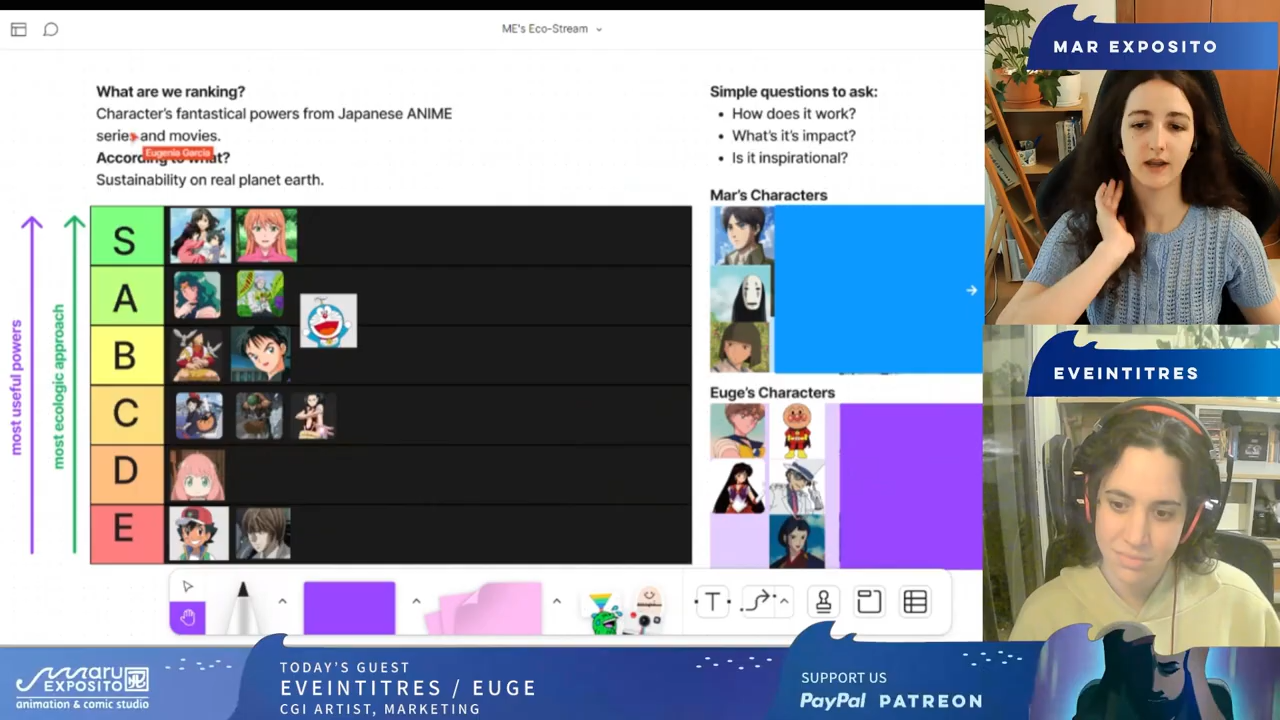 ME's Eco-Stream
What are we ranking?
Character's fantastical powers from Japanese ANIME
series and movies.
Eugenia Garcia
According to what?
Sustainability on real planet earth.
Simple questions to ask:
• How does it work?
• What's it's impact?
• Is it inspirational?
Mar's Characters
Euge's Characters
most useful powers
most ecologic approach
S
A
B
C
D
E
T
MAR EXPOSITO
EVEINTITRES
maru
EXPOSITO
animation & comic studio
TODAY'S GUEST
EVEINTITRES / EUGE
CGI ARTIST, MARKETING
SUPPORT US
PayPal PATREON